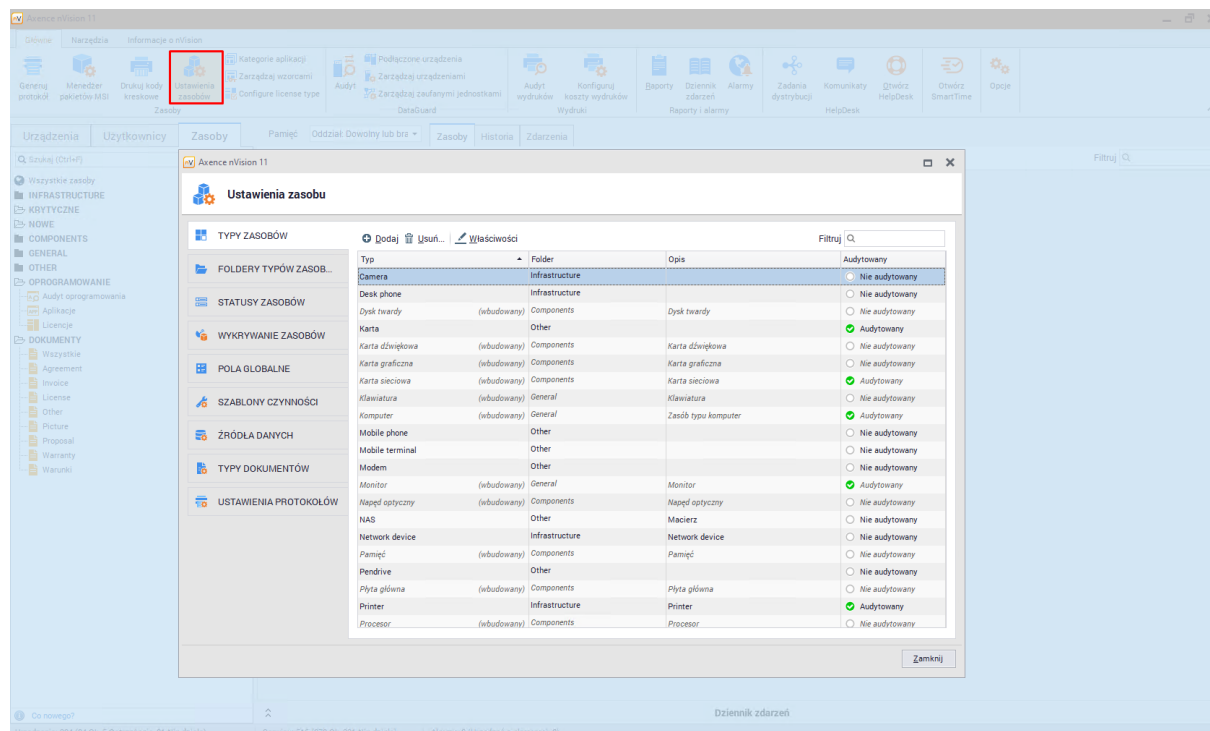 Axence nVision 11
Główne Narzędzia Informacje o nVision
Generuj protokół
Menedżer pakietów MSI
Drukuj kody kreskowe
Ustawienia zasobów
Kategorie aplikacji
Zarządzaj wzorcami
Configure license type
Zasoby
Audyt
Podłączone urządzenia
Zarządzaj urządzeniami
Zarządzaj zaufanymi jednostkami
DataGuard
Audyt wydruków
Konfiguruj koszty wydruków
Wydruki
Raporty
Dziennik zdarzeń
Alarmy
Raporty i alarmy
Zadania dystrybucji
Komunikaty
Otwórz HelpDesk
HelpDesk
Otwórz SmartTime
Opcje
Urządzenia Użytkownicy Zasoby
Pamięć Oddział: Dowolny lub bra
Zasoby Historia Zdarzenia
Szukaj (Ctrl+P)
Filtruj
Wszystkie zasoby
INFRASTRUCTURE
KRYTYCZNE
NOWE
COMPONENTS
GENERAL
OTHER
OPROGRAMOWANIE
Audyt oprogramowania
Aplikacje
Licencje
DOKUMENTY
Wszystkie
Agreement
Invoice
License
Other
Picture
Proposal
Warranty
Warunki
Axence nVision 11
Ustawienia zasobu
TYPY ZASOBÓW
FOLDERY TYPÓW ZASOB...
STATUSY ZASOBÓW
WYKRYWANIE ZASOBÓW
POLA GLOBALNE
SZABLONY CZYNNOŚCI
ŹRÓDŁA DANYCH
TYPY DOKUMENTÓW
USTAWIENIA PROTOKOŁÓW
Dodaj Usuń... Właściwości Filtruj
Typ Folder Opis Audytowany
Camera Infrastructure Nie audytowany
Desk phone Infrastructure Nie audytowany
Dysk twardy (wbudowany) Components Dysk twardy Nie audytowany
Karta Other Audytowany
Karta dźwiękowa (wbudowany) Components Karta dźwiękowa Nie audytowany
Karta graficzna (wbudowany) Components Karta graficzna Nie audytowany
Karta sieciowa (wbudowany) Components Karta sieciowa Audytowany
Klawiatura (wbudowany) General Klawiatura Nie audytowany
Komputer (wbudowany) General Zasób typu komputer Audytowany
Mobile phone Other Nie audytowany
Mobile terminal Other Nie audytowany
Modem Other Nie audytowany
Monitor (wbudowany) General Monitor Audytowany
Napęd optyczny (wbudowany) Components Napęd optyczny Nie audytowany
NAS Other Macierz Nie audytowany
Network device Infrastructure Network device Nie audytowany
Pamięć (wbudowany) Components Pamięć Nie audytowany
Pendrive Other Nie audytowany
Płyta główna (wbudowany) Components Płyta główna Nie audytowany
Printer Infrastructure Printer Audytowany
Procesor (wbudowany) Components Procesor Nie audytowany
Zamknij
Co nowego?
Dziennik zdarzeń